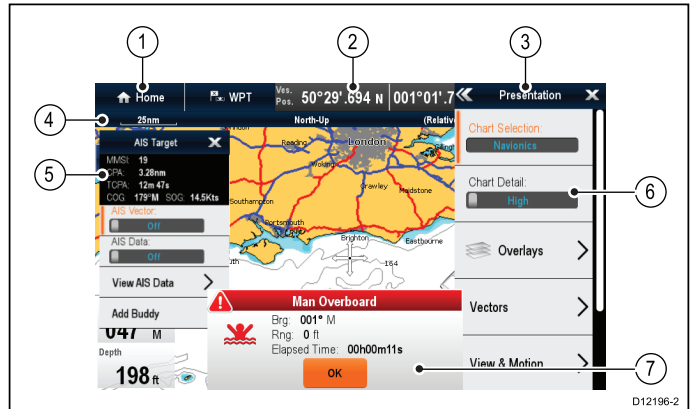 1
2
3
Home
WPT
Ves. Pos. 50°29'.694 N
001°01'.7
Presentation
4
25nm
North-Up
(Relativ
AIS Target
5
MMSI: 19
CPA: 3.28nm
TCPA: 12m 47s
COG: 179°M SOG: 14.5Kts
AIS Vector:
Off
AIS Data:
Off
View AIS Data
Add Buddy
047 M
Depth
198 ft
Reading
London
Woking
Crawley
Maidstone
Southampton
Portsmouth
Brighton
Eastbourne
164
Chart Selection:
Navionics
Chart Detail:
High
6
Overlays
Vectors
View & Motion
Man Overboard
Brg: 001° M
Rng: 0 ft
Elapsed Time: 00h00m11s
OK
7
D12196-2